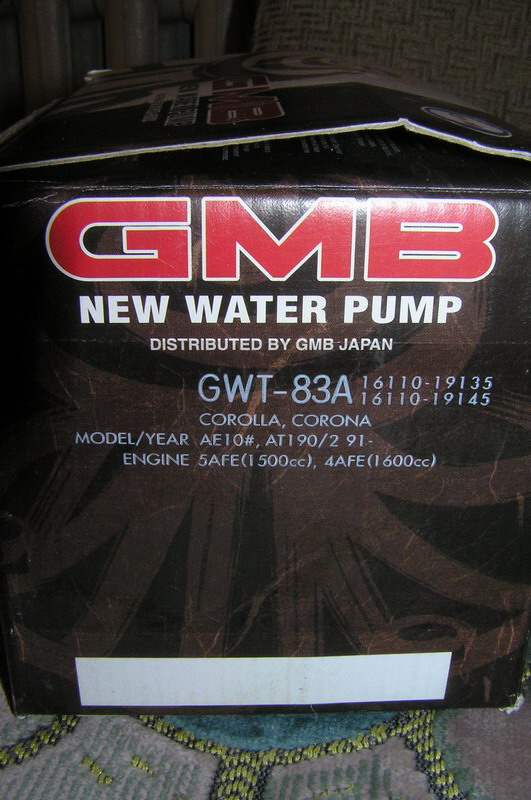 GMB
GMB
NEW WATER PUMP
DISTRIBUTED BY GMB JAPAN
GWT-83A 16110-19135
16110-19145
COROLLA, CORONA
MODEL/YEAR AE10#, AT190/2 91-
ENGINE 5AFE(1500cc), 4AFE(1600cc)